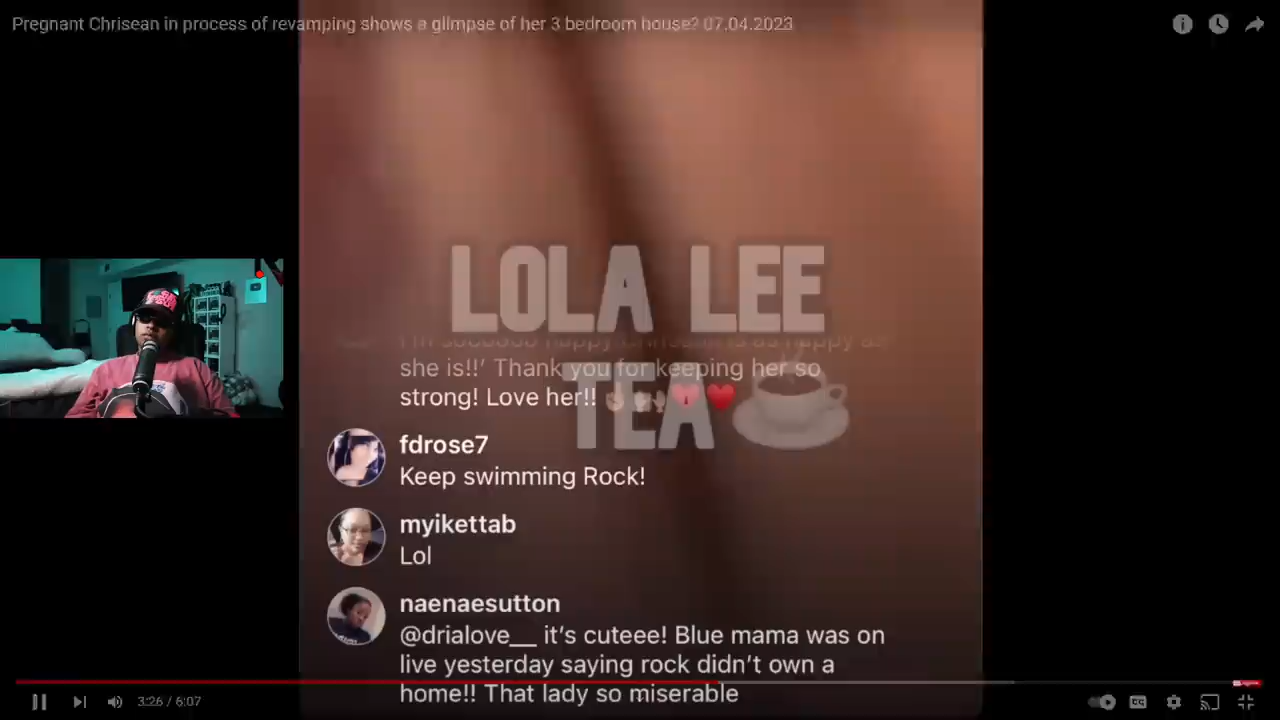 Pregnant Chrisean in process of revamping shows a glimpse of her 3 bedroom house? 07.04.2023
LOLA LEE
TEA
she is!!’ Thank you for keeping her so
strong! Love her!!
fdrose7
Keep swimming Rock!
myikettab
Lol
naenaesutton
@drialove__ it’s cuteee! Blue mama was on
live yesterday saying rock didn’t own a
home!! That lady so miserable
3:26 / 6:07
CC